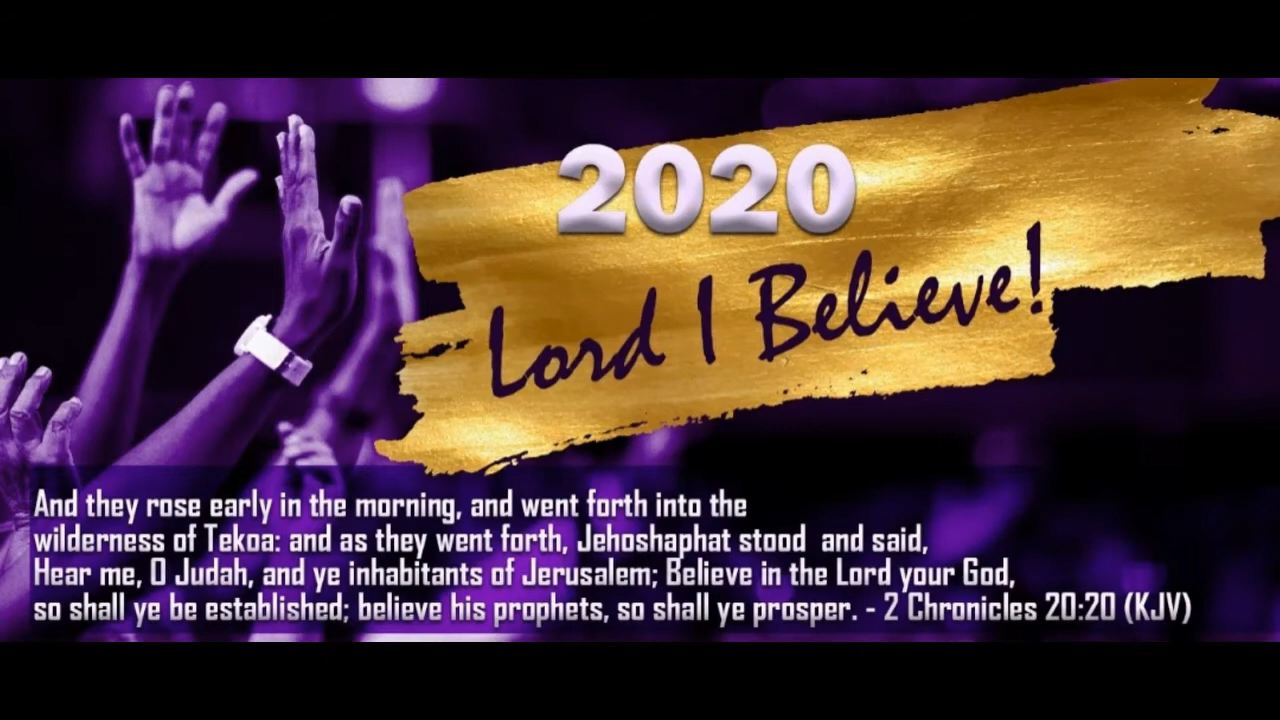 2020
Lord I Believe!
And they rose early in the morning, and went forth into the
wilderness of Tekoa: and as they went forth, Jehoshaphat stood and said,
Hear me, O Judah, and ye inhabitants of Jerusalem; Believe in the Lord your God,
so shall ye be established; believe his prophets, so shall ye prosper. - 2 Chronicles 20:20 (KJV)